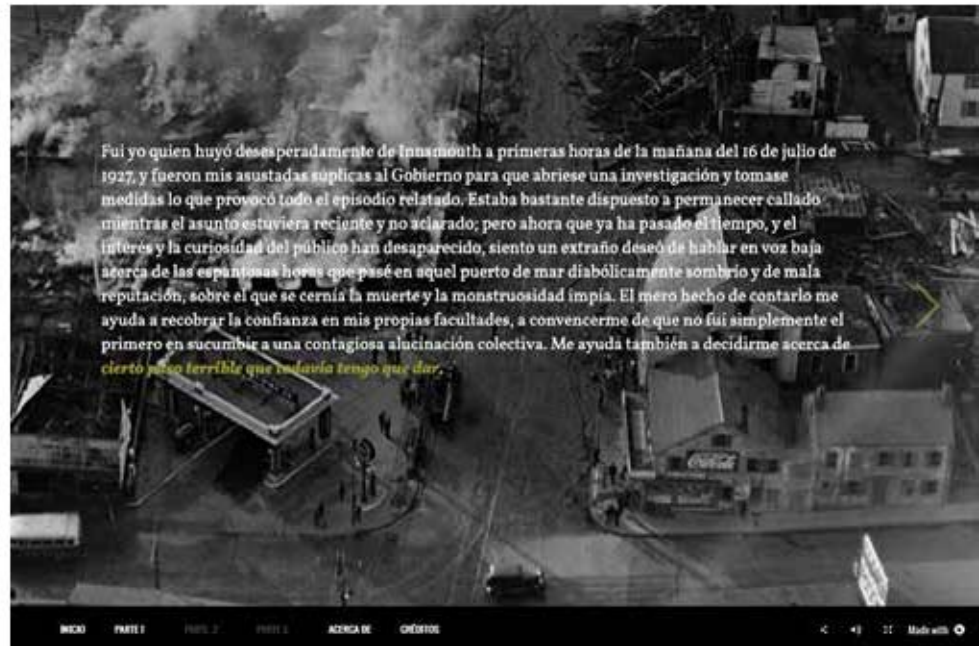 Fui yo quien huyó desesperadamente de Innsmouth a primeras horas de la mañana del 16 de julio de
1927, y fueron mis asustadas súplicas al Gobierno para que abriese una investigación y tomase
medidas lo que provocó todo el episodio relatado. Estaba bastante dispuesto a permanecer callado
mientras el asunto estuviera reciente y no aclarado; pero ahora que ya ha pasado el tiempo, y el
interés y la curiosidad del público han desaparecido, siento un extraño deseo de hablar en voz baja
acerca de las espantosas horas que pasé en aquel puerto de mar diabólicamente sombrío y de mala
reputación, sobre el que se cernía la muerte y la monstruosidad impía. El mero hecho de contarlo me
ayuda a recobrar la confianza en mis propias facultades, a convencerme de que no fui simplemente el
primero en sucumbir a una contagiosa alucinación colectiva. Me ayuda también a decidirme acerca de
cierto paso terrible que todavía tengo que dar.
Coca-Cola
INICIO PARTE 1 PARTE 2 PARTE 3 ACERCA DE CRÉDITOS Made with